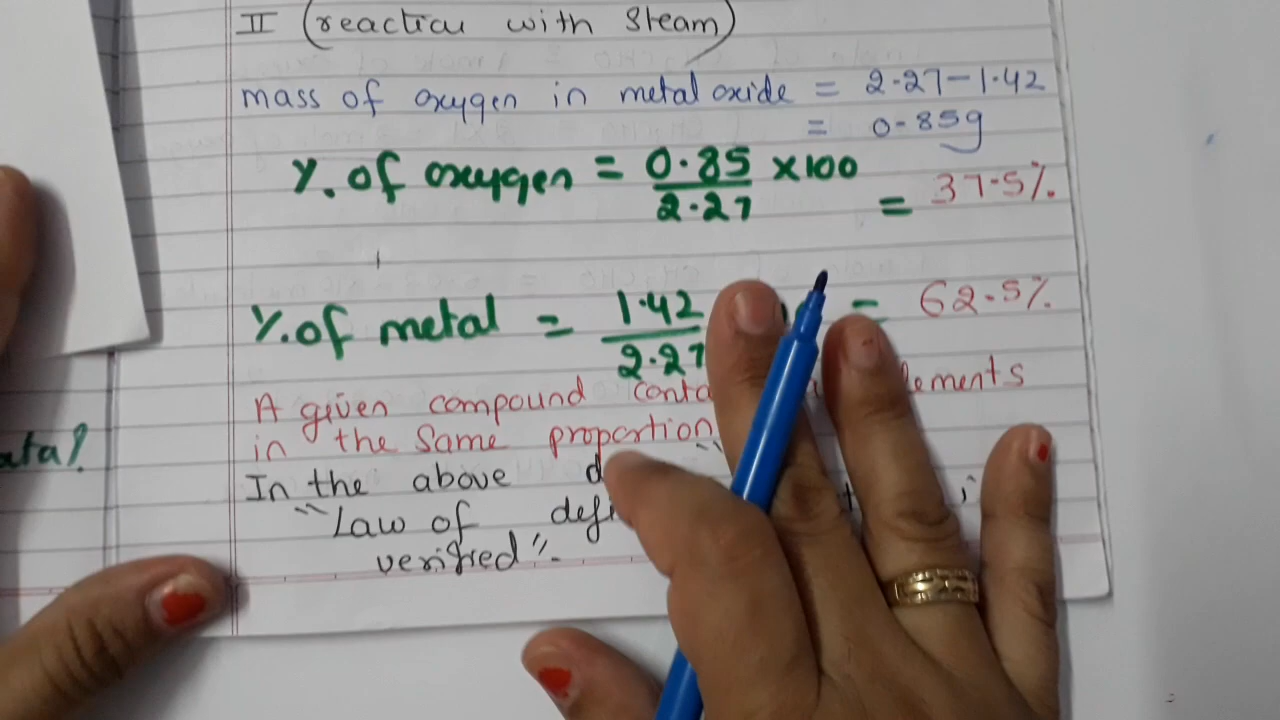 II (reaction with Steam)
mass of oxygen in metal oxide = 2.27-1.42
= 0.85g
%. of oxygen = 0.85/2.27 x100 = 37.5%.
%. of metal = 1.42/2.27 = 62.5%.
A given compound
in the same proportion
In the above
"Law of
verified".